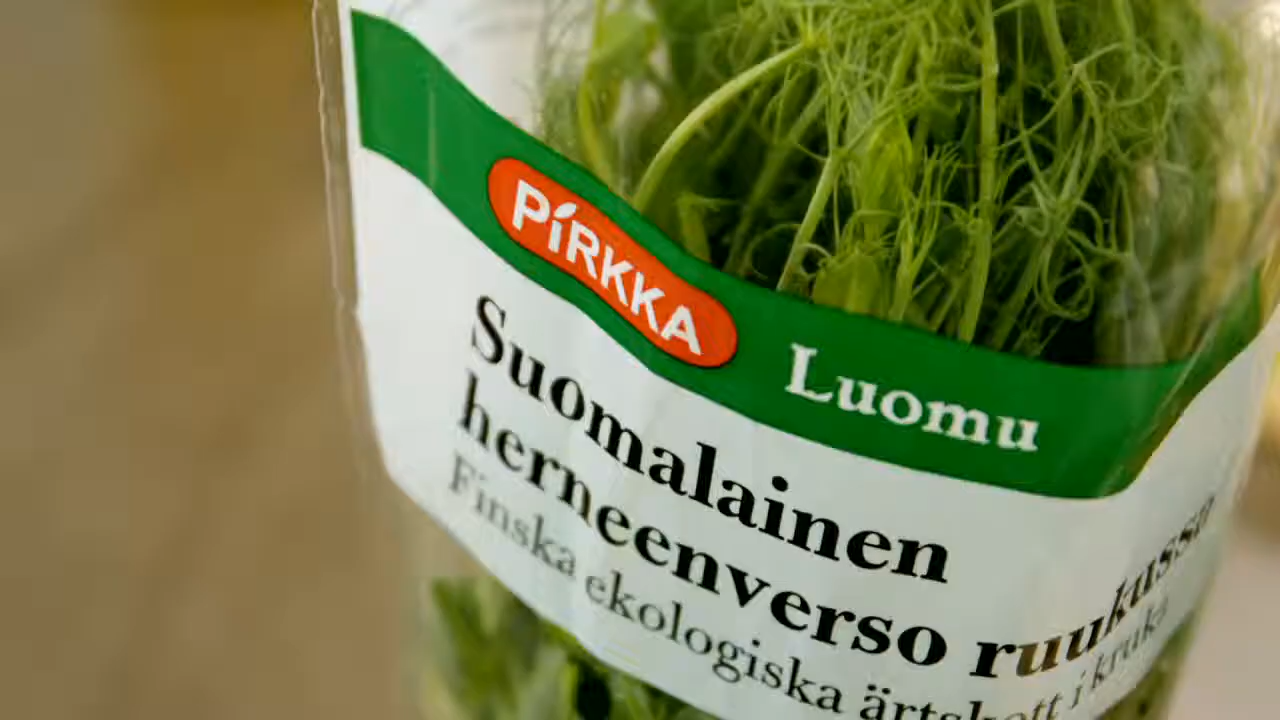 PiRKKA
Luomu
Suomalainen
herneenverso ruukussa
Finska ekologiska ärtskott i kruka